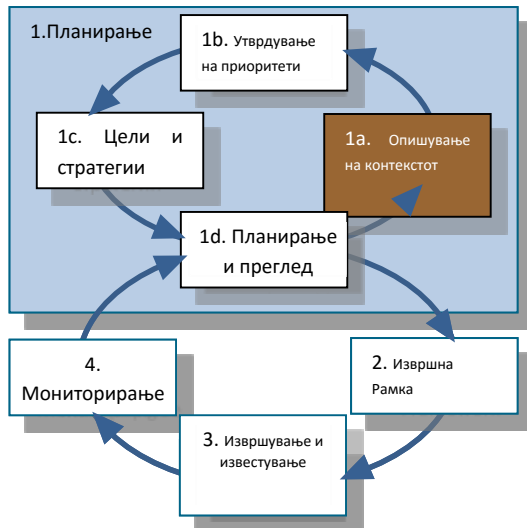 1.Планирање
1b. Утврдување
на приоритети
1c. Цели и
стратегии
1a. Опишување
на контекстот
1d. Планирање
и преглед
4.
Мониторирање
2. Извршна
Рамка
3. Извршување и
известување